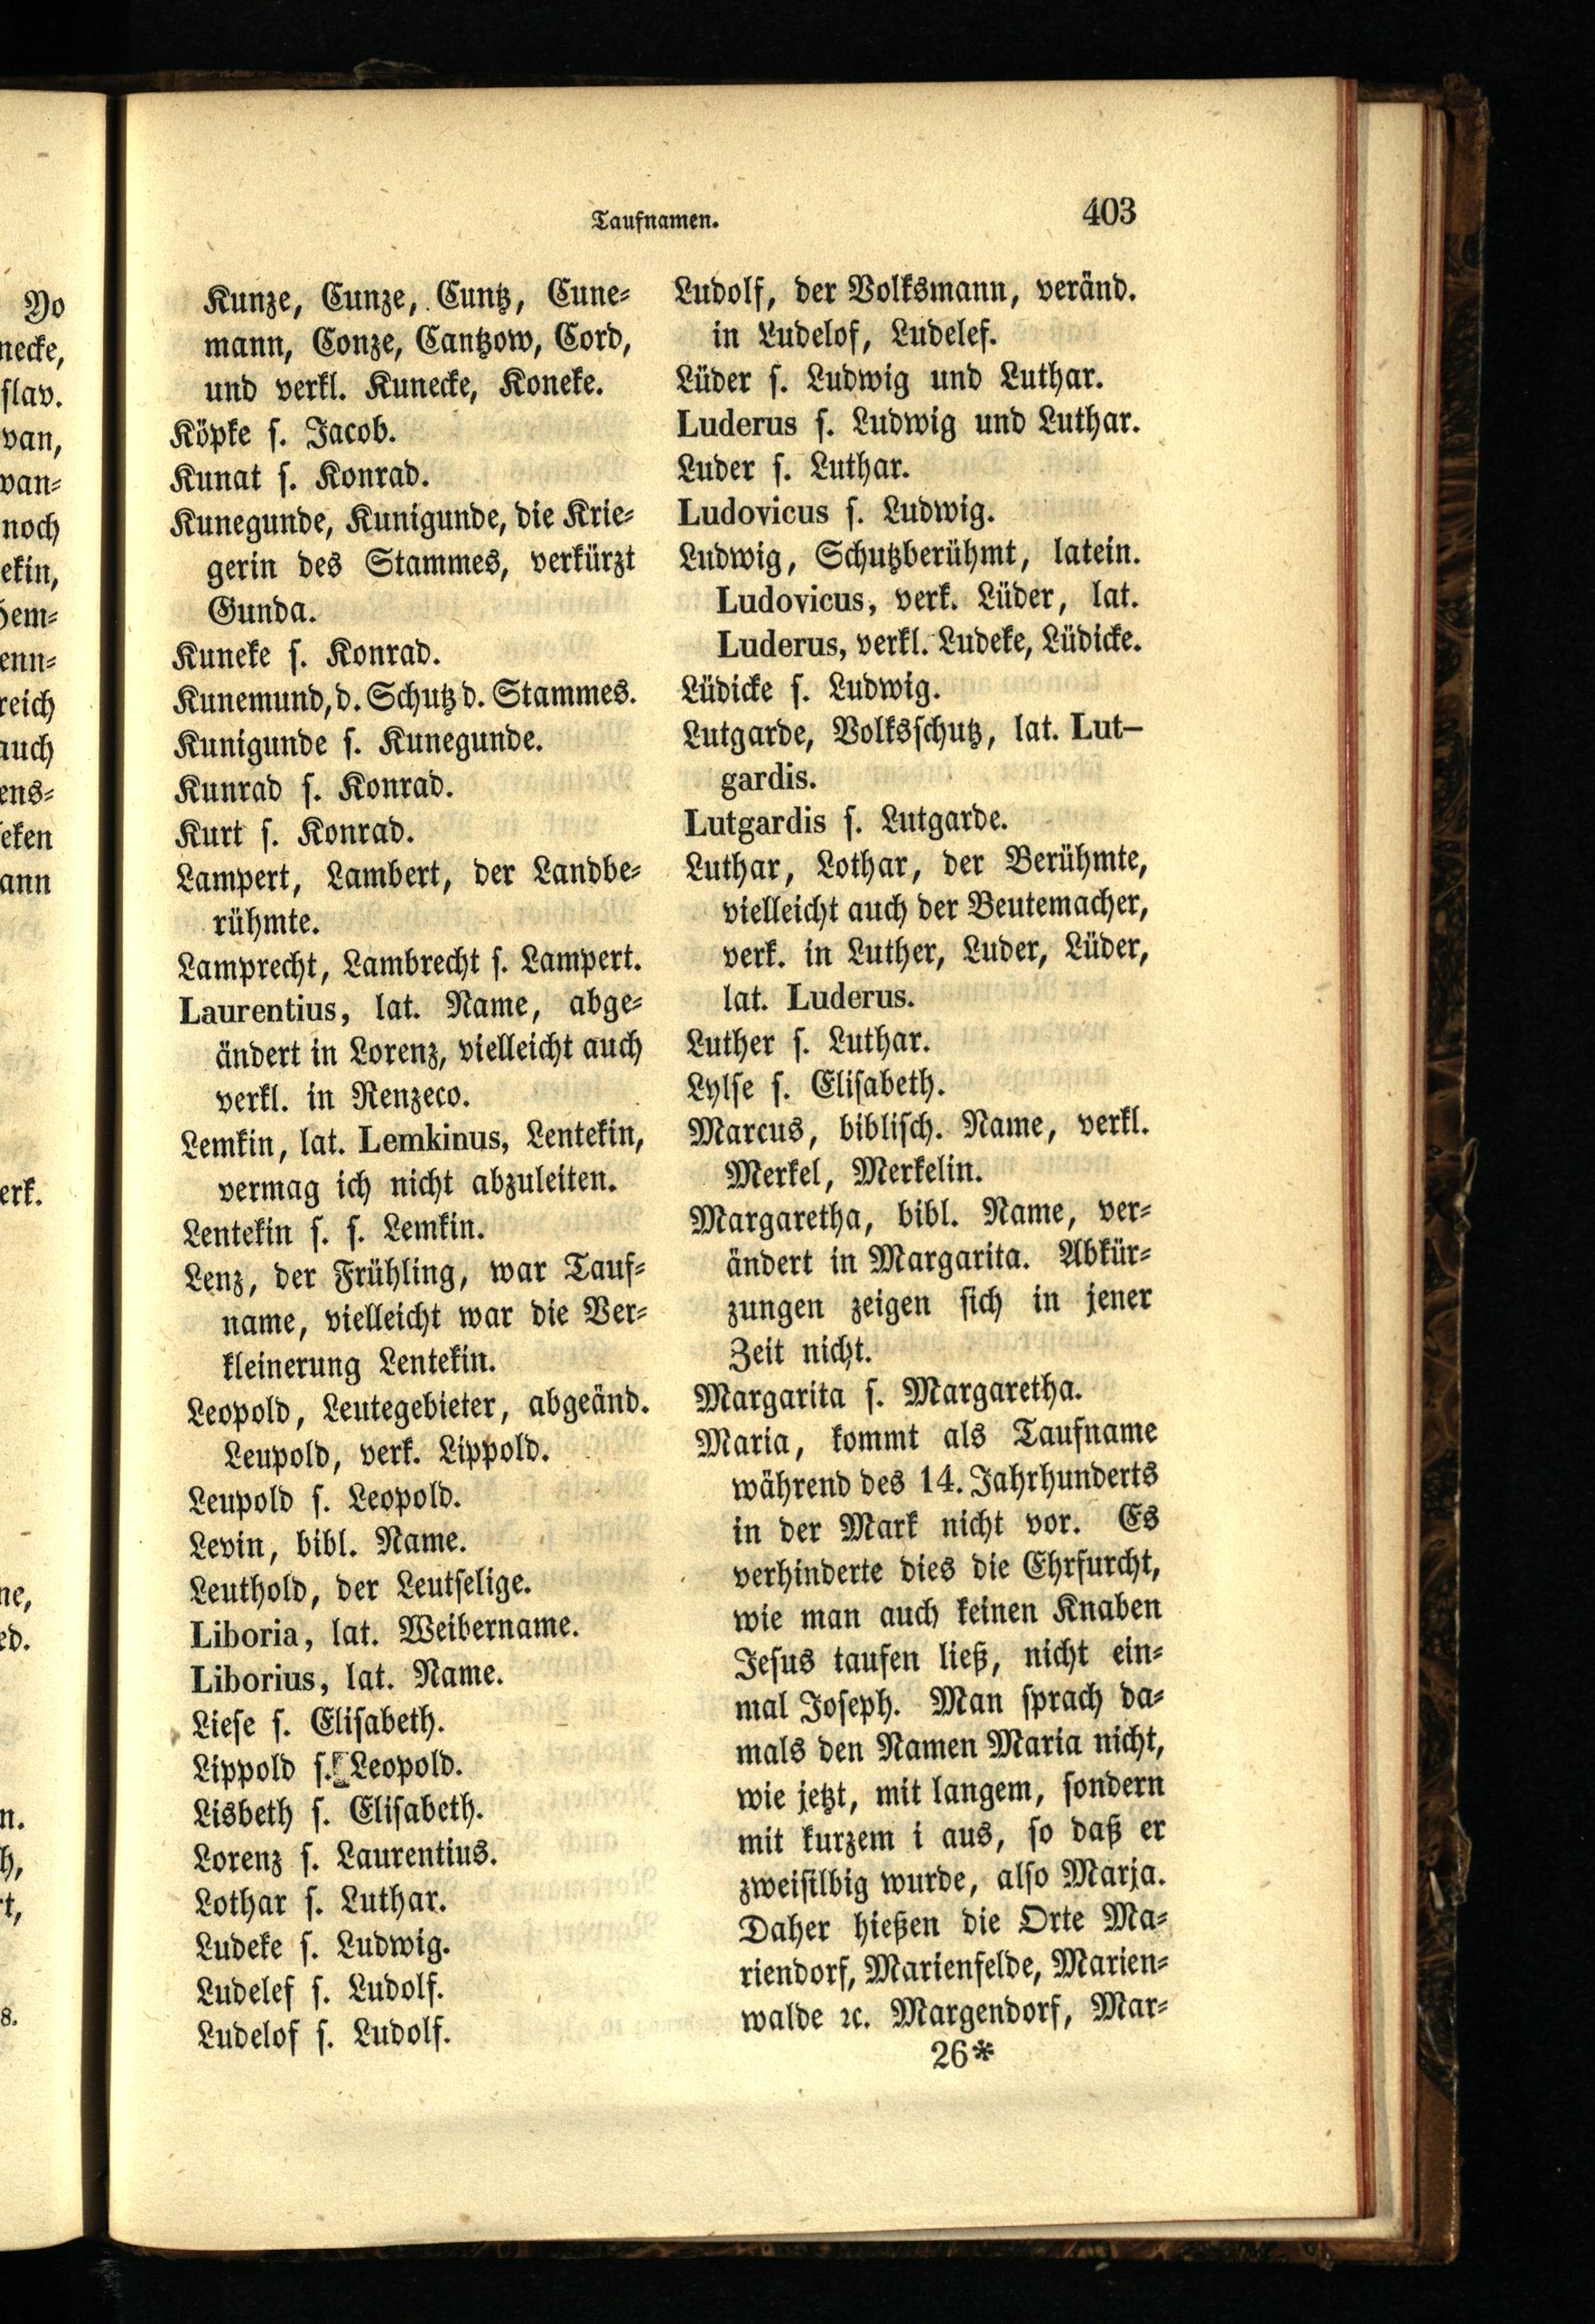 Taufnamen.
403
Kunze, Cunze, Cuntz, Cune-
mann, Conze, Cantzow, Cord,
und verkl. Kunecke, Koneke.
Köpke s. Jacob.
Kunat s. Konrad.
Kunegunde, Kunigunde, die Krie-
gerin des Stammes, verkürzt
Gunda.
Kuneke s. Konrad.
Kunemund, d. Schutz d. Stammes.
Kunigunde s. Kunegunde.
Kunrad s. Konrad.
Kurt s. Konrad.
Lampert, Lambert, der Landbe-
rühmte.
Lamprecht, Lambrecht s. Lampert.
Laurentius, lat. Name, abge-
ändert in Lorenz, vielleicht auch
verkl. in Renzeco.
Lemkin, lat. Lemkinus, Lentekin,
vermag ich nicht abzuleiten.
Lentekin s. s. Lemkin.
Lenz, der Frühling, war Tauf-
name, vielleicht war die Ver-
kleinerung Lentekin.
Leopold, Leutegebieter, abgeänd.
Leupold, verk. Lippold.
Leupold s. Leopold.
Levin, bibl. Name.
Leuthold, der Leutselige.
Liboria, lat. Weibername.
Liborius, lat. Name.
Liese s. Elisabeth.
Lippold s. Leopold.
Lisbeth s. Elisabeth.
Lorenz s. Laurentius.
Lothar s. Luthar.
Ludeke s. Ludwig.
Ludelef s. Ludolf.
Ludelof s. Ludolf.
Ludolf, der Volksmann, veränd.
in Ludelof, Ludelef.
Lüder s. Ludwig und Luthar.
Luderus s. Ludwig und Luthar.
Luder s. Luthar.
Ludovicus s. Ludwig.
Ludwig, Schutzberühmt, latein.
Ludovicus, verk. Lüder, lat.
Luderus, verkl. Ludeke, Lüdicke.
Lüdicke s. Ludwig.
Lutgarde, Volksschutz, lat. Lut-
gardis.
Lutgardis s. Lutgarde.
Luthar, Lothar, der Berühmte,
vielleicht auch der Beutemacher,
verk. in Luther, Luder, Lüder,
lat. Luderus.
Luther s. Luthar.
Lylse s. Elisabeth.
Marcus, biblisch. Name, verkl.
Merkel, Merkelin.
Margaretha, bibl. Name, ver-
ändert in Margarita. Abkür-
zungen zeigen sich in jener
Zeit nicht.
Margarita s. Margaretha.
Maria, kommt als Taufname
während des 14. Jahrhunderts
in der Mark nicht vor. Es
verhinderte dies die Ehrfurcht,
wie man auch keinen Knaben
Jesus taufen ließ, nicht ein-
mal Joseph. Man sprach da-
mals den Namen Maria nicht,
wie jetzt, mit langem, sondern
mit kurzem i aus, so daß er
zweisilbig wurde, also Marja.
Daher hießen die Orte Ma-
riendorf, Marienfelde, Marien-
walde ꝛc. Margendorf, Mar-
26*